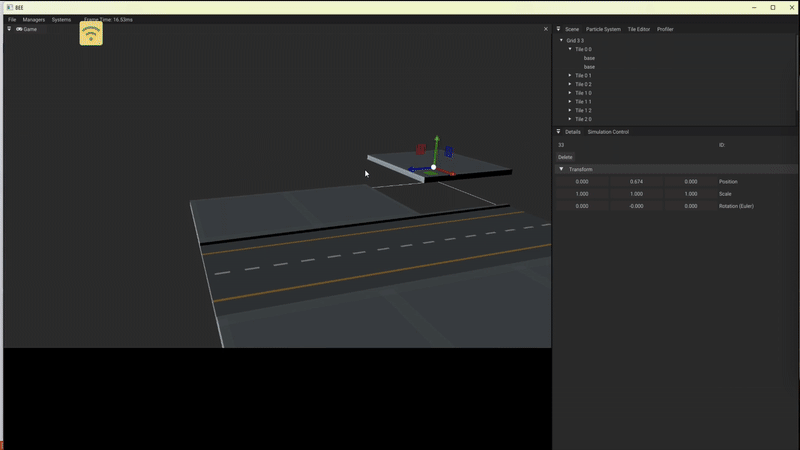 BEE
File Managers Systems Frame Time: 16.53ms
Game
Scene Particle System Tile Editor Profiler
Grid 3 3
Tile 0 0
base
base
Tile 0 1
Tile 0 2
Tile 1 0
Tile 1 1
Tile 1 2
Tile 2 0
Details Simulation Control
33 ID:
Delete
Transform
0.000 0.674 0.000 Position
1.000 1.000 1.000 Scale
0.000 -0.000 0.000 Rotation (Euler)